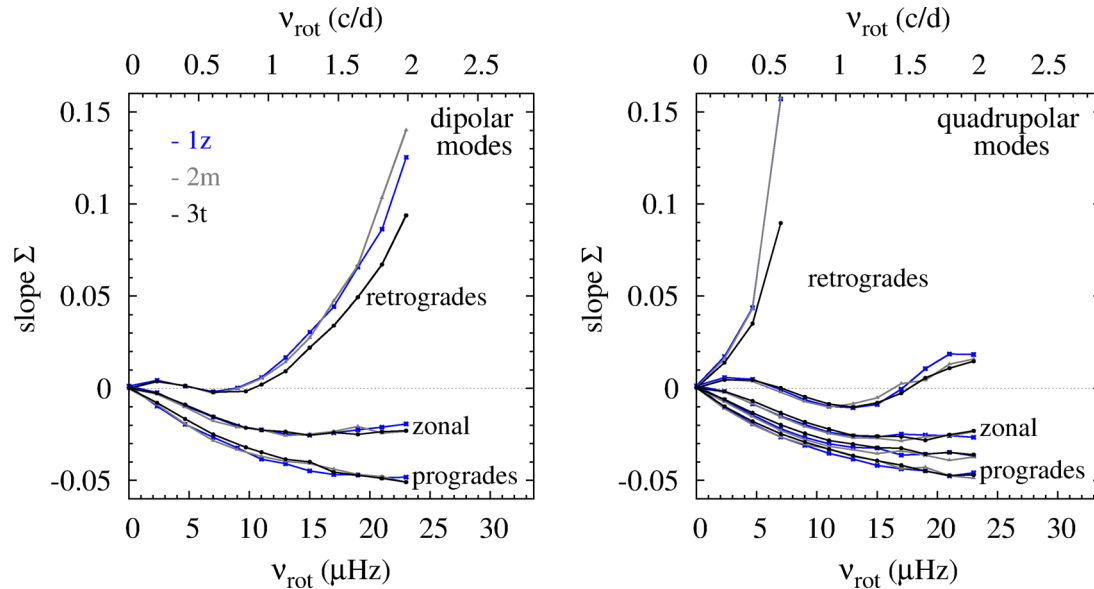 ν_rot (c/d)
0 0.5 1 1.5 2 2.5
0.15
0.1
0.05
0
-0.05
slope Σ
dipolar
modes
- 1z
- 2m
- 3t
retrogrades
zonal
progrades
0 5 10 15 20 25 30
ν_rot (μHz)
ν_rot (c/d)
0 0.5 1 1.5 2 2.5
0.15
0.1
0.05
0
-0.05
slope Σ
quadrupolar
modes
retrogrades
zonal
progrades
0 5 10 15 20 25 30
ν_rot (μHz)